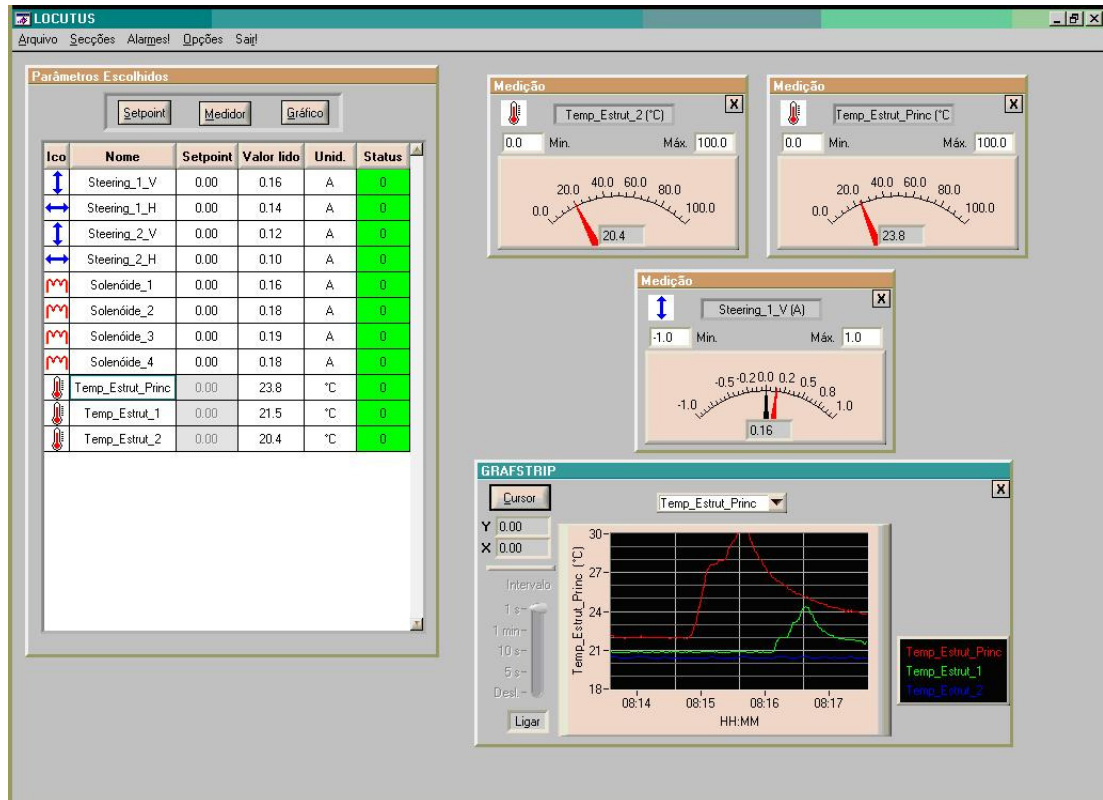 LOCUTUS
Arquivo Secções Alarmes! Opções Sair!
Parâmetros Escolhidos
Setpoint Medidor Gráfico
Ico Nome Setpoint Valor lido Unid. Status
Steering_1_V 0.00 0.16 A 0
Steering_1_H 0.00 0.14 A 0
Steering_2_V 0.00 0.12 A 0
Steering_2_H 0.00 0.10 A 0
Solenóide_1 0.00 0.16 A 0
Solenóide_2 0.00 0.18 A 0
Solenóide_3 0.00 0.19 A 0
Solenóide_4 0.00 0.18 A 0
Temp_Estrut_Princ 0.00 23.8 °C 0
Temp_Estrut_1 0.00 21.5 °C 0
Temp_Estrut_2 0.00 20.4 °C 0
Medição
X
Temp_Estrut_2 (°C)
0.0 Min. Máx. 100.0
0.0 20.0 40.0 60.0 80.0 100.0
20.4
Medição
X
Temp_Estrut_Princ (°C
0.0 Min. Máx. 100.0
0.0 20.0 40.0 60.0 80.0 100.0
23.8
Medição
X
Steering_1_V (A)
-1.0 Min. Máx. 1.0
-1.0 -0.5 -0.2 0.0 0.2 0.5 0.8 1.0
0.16
GRAFSTRIP
X
Cursor
Temp_Estrut_Princ
Y 0.00
X 0.00
Intervalo
1 s
1 min
10 s
5 s
Desl.
Ligar
Temp_Estrut_Princ (°C)
30
27
24
21
18
08:14 08:15 08:16 08:17
HH:MM
Temp_Estrut_Princ
Temp_Estrut_1
Temp_Estrut_2